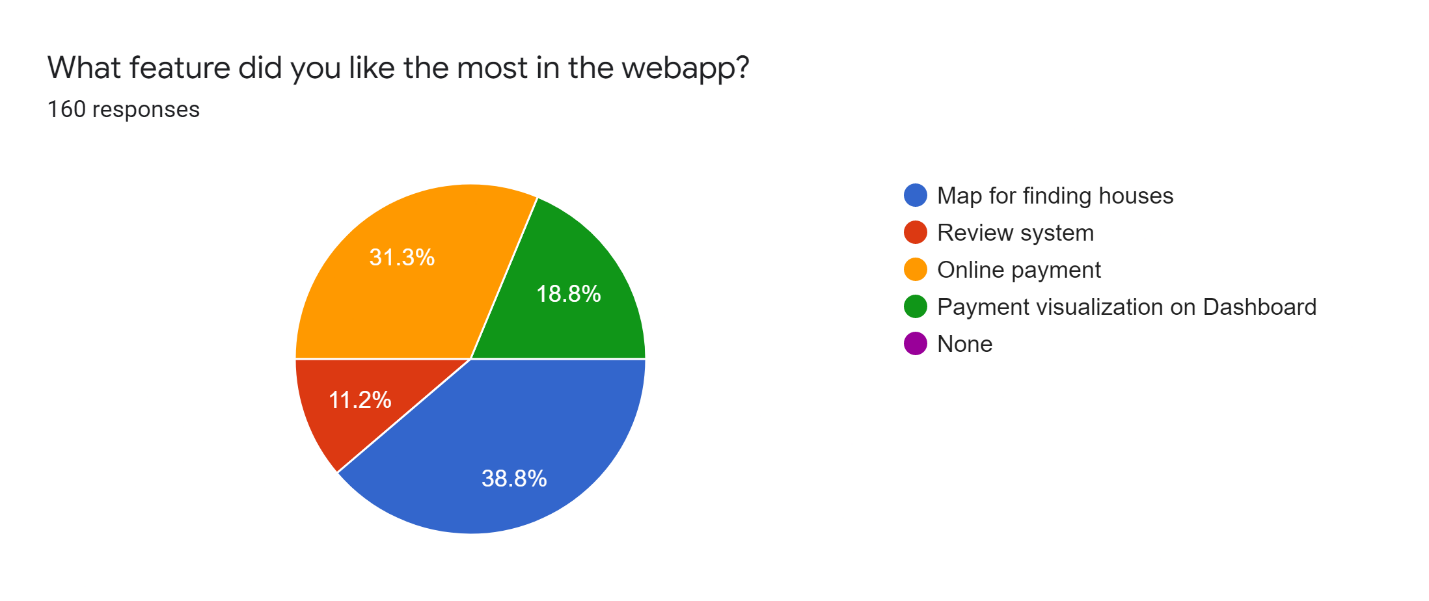 What feature did you like the most in the webapp?
160 responses
31.3%
18.8%
11.2%
38.8%
Map for finding houses
Review system
Online payment
Payment visualization on Dashboard
None